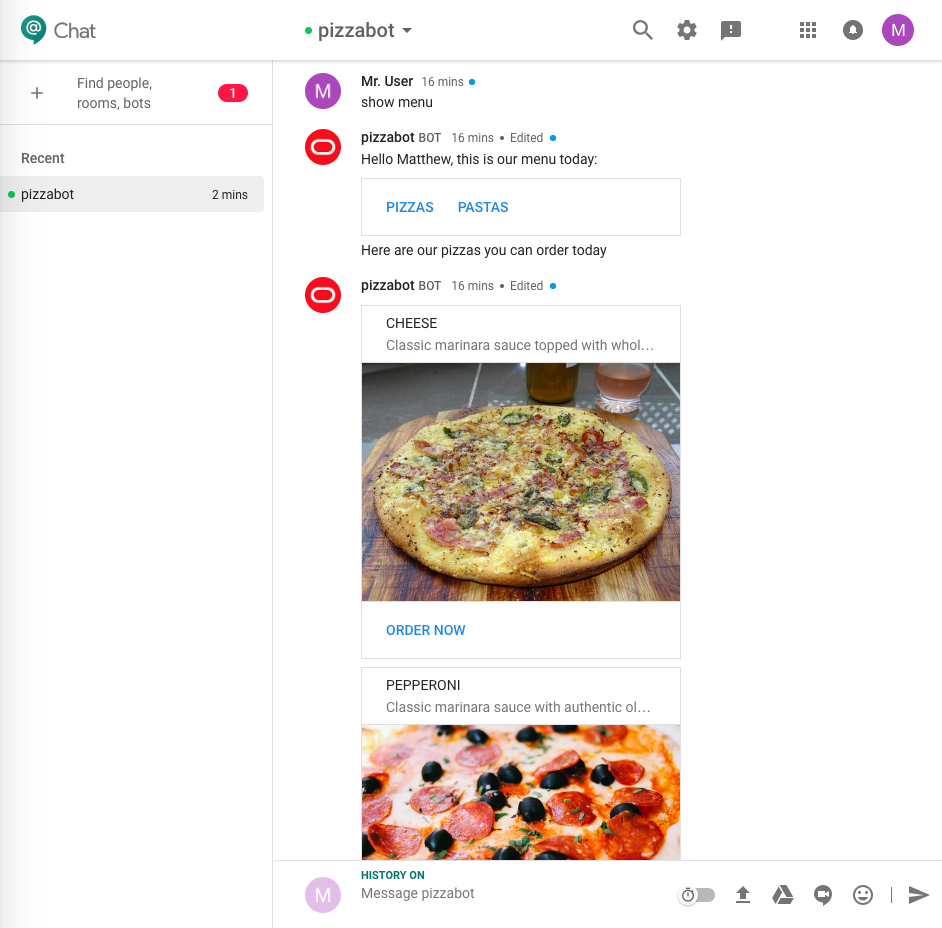 Chat
pizzabot
M
Find people,
rooms, bots
1
Recent
pizzabot 2 mins
M
Mr. User 16 mins
show menu
pizzabot BOT 16 mins • Edited
Hello Matthew, this is our menu today:
PIZZAS PASTAS
Here are our pizzas you can order today
pizzabot BOT 16 mins • Edited
CHEESE
Classic marinara sauce topped with whol...
ORDER NOW
PEPPERONI
Classic marinara sauce with authentic ol...
HISTORY ON
M
Message pizzabot